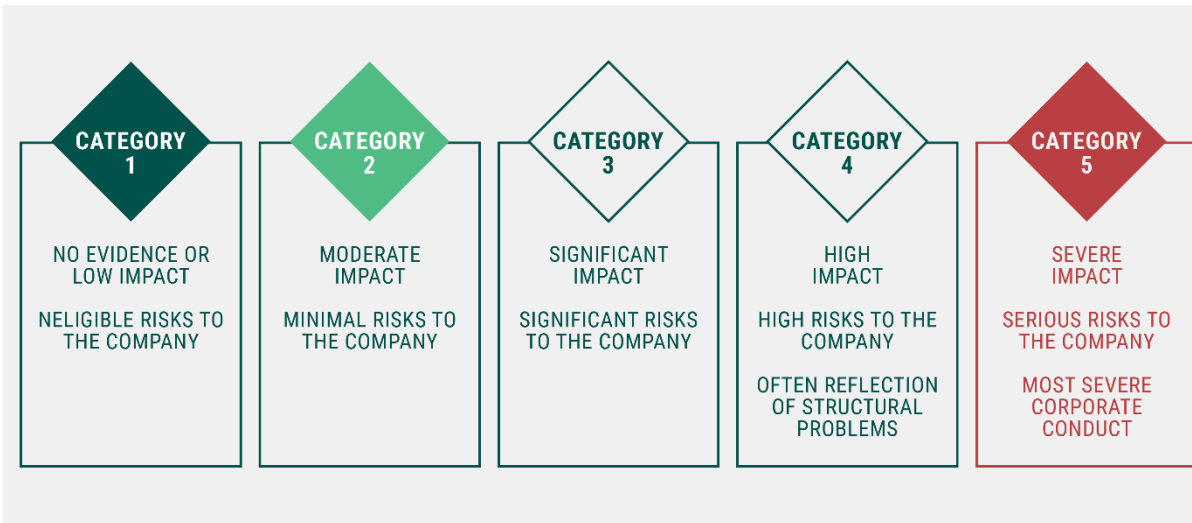 CATEGORY
1
NO EVIDENCE OR
LOW IMPACT
NELIGIBLE RISKS TO
THE COMPANY
CATEGORY
2
MODERATE
IMPACT
MINIMAL RISKS TO
THE COMPANY
CATEGORY
3
SIGNIFICANT
IMPACT
SIGNIFICANT RISKS
TO THE COMPANY
CATEGORY
4
HIGH
IMPACT
HIGH RISKS TO THE
COMPANY
OFTEN REFLECTION
OF STRUCTURAL
PROBLEMS
CATEGORY
5
SEVERE
IMPACT
SERIOUS RISKS TO
THE COMPANY
MOST SEVERE
CORPORATE
CONDUCT